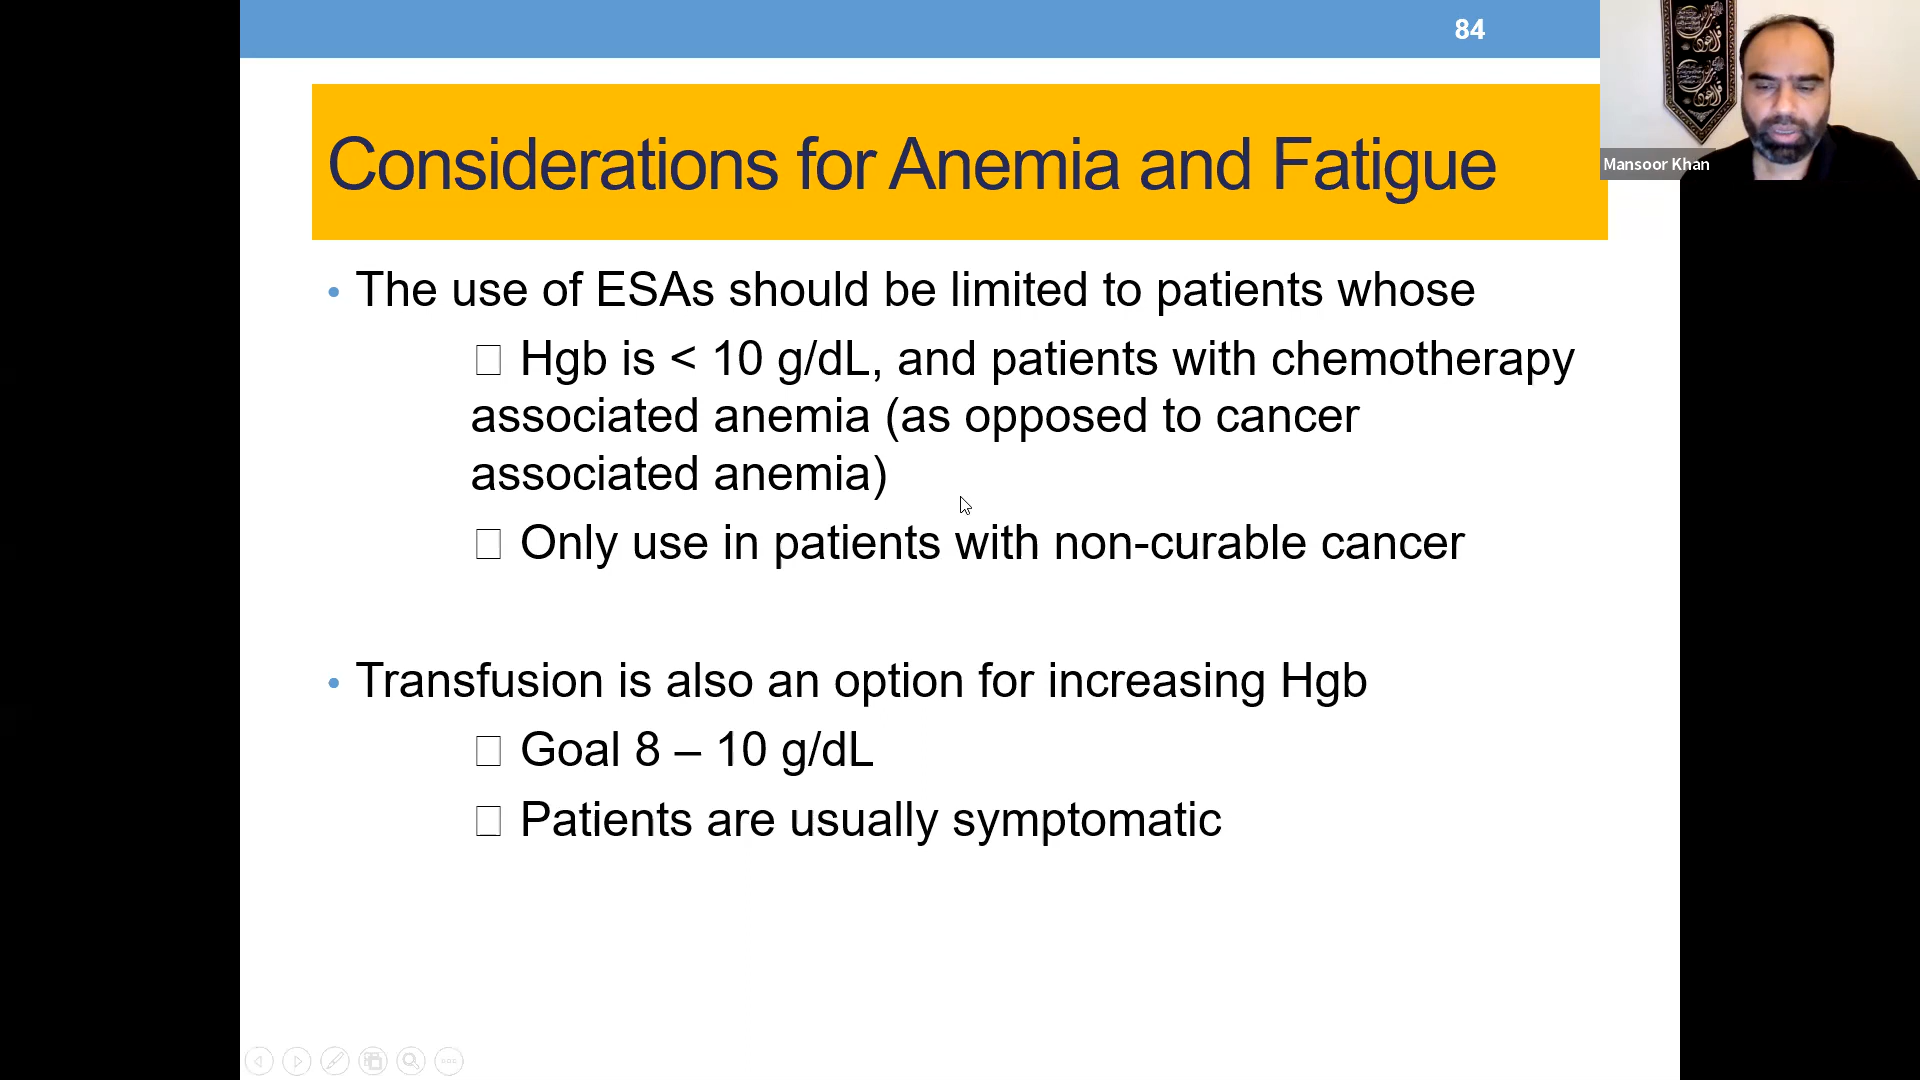 84
Considerations for Anemia and Fatigue
Mansoor Khan
• The use of ESAs should be limited to patients whose
□ Hgb is < 10 g/dL, and patients with chemotherapy
associated anemia (as opposed to cancer
associated anemia)
□ Only use in patients with non-curable cancer
• Transfusion is also an option for increasing Hgb
□ Goal 8 – 10 g/dL
□ Patients are usually symptomatic